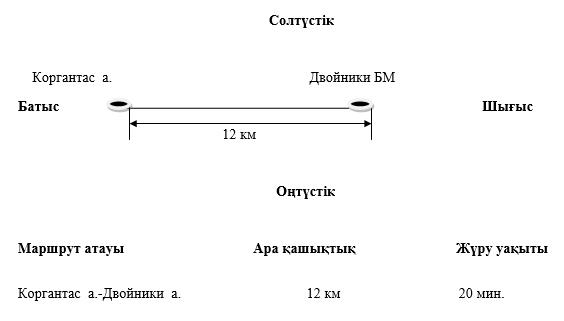 Солтүстік
Коргантас а. Двойники БМ
Батыс Шығыс
12 км
Оңтүстік
Маршрут атауы Ара қашықтық Жүру уақыты
Коргантас а.-Двойники а. 12 км 20 мин.